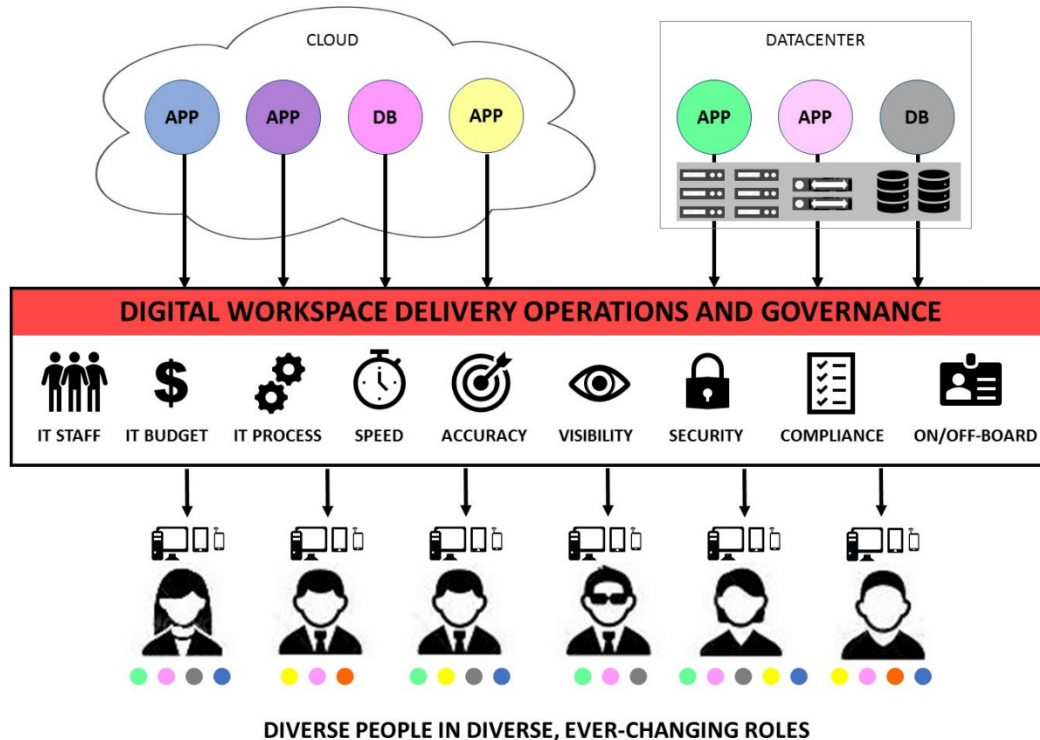 CLOUD
DATACENTER
APP
APP
DB
APP
APP
APP
DB
DIGITAL WORKSPACE DELIVERY OPERATIONS AND GOVERNANCE
IT STAFF
IT BUDGET
IT PROCESS
SPEED
ACCURACY
VISIBILITY
SECURITY
COMPLIANCE
ON/OFF-BOARD
DIVERSE PEOPLE IN DIVERSE, EVER-CHANGING ROLES